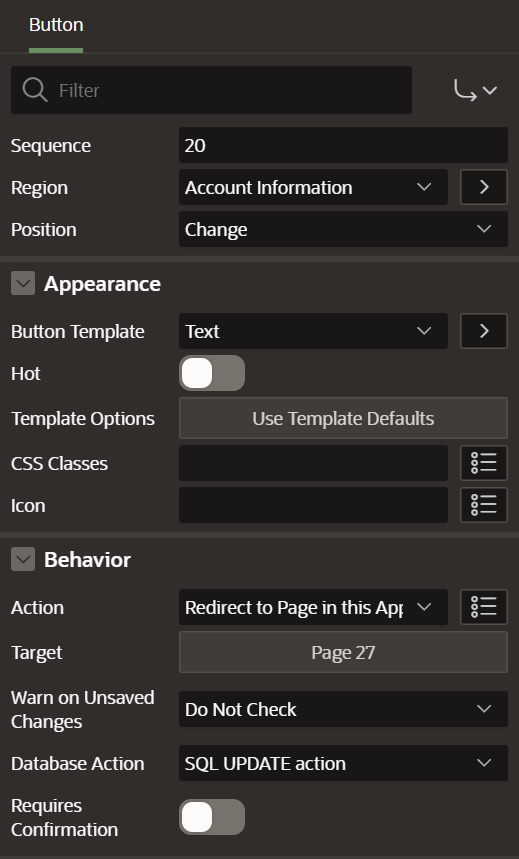 Button
Filter
Sequence 20
Region Account Information
Position Change
Appearance
Button Template Text
Hot
Template Options Use Template Defaults
CSS Classes
Icon
Behavior
Action Redirect to Page in this App
Target Page 27
Warn on Unsaved
Changes Do Not Check
Database Action SQL UPDATE action
Requires
Confirmation